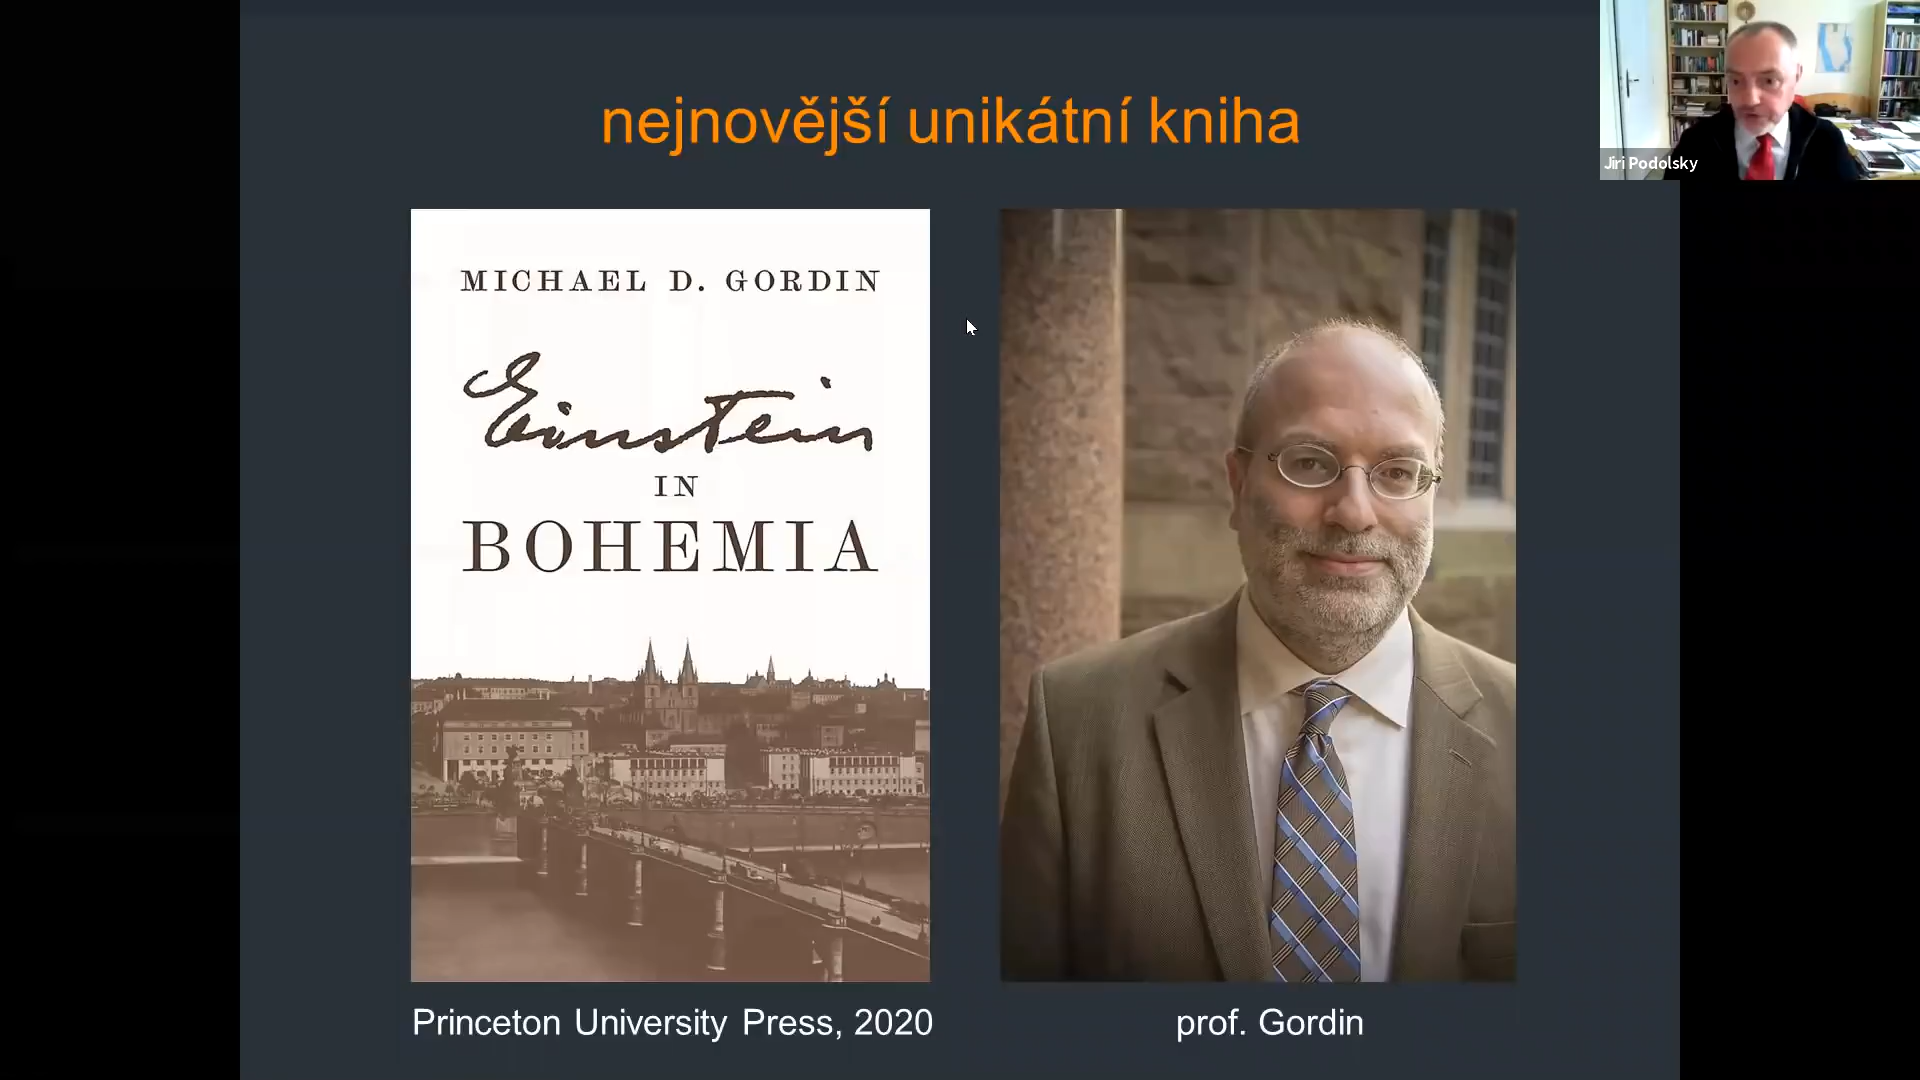 nejnovější unikátní kniha
Jiri Podolsky
MICHAEL D. GORDIN
Einstein
IN
BOHEMIA
Princeton University Press, 2020
prof. Gordin